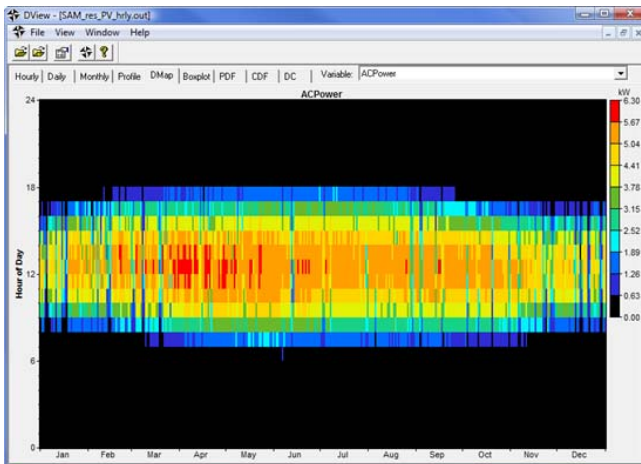 DView - [SAM_res_PV_hrly.out]
File View Window Help
Hourly Daily Monthly Profile DMap Boxplot PDF CDF DC Variable: ACPower
ACPower
kW
24
18
12
6
0
Hour of Day
6.30
5.67
5.04
4.41
3.78
3.15
2.52
1.89
1.26
0.63
0.00
Jan Feb Mar Apr May Jun Jul Aug Sep Oct Nov Dec